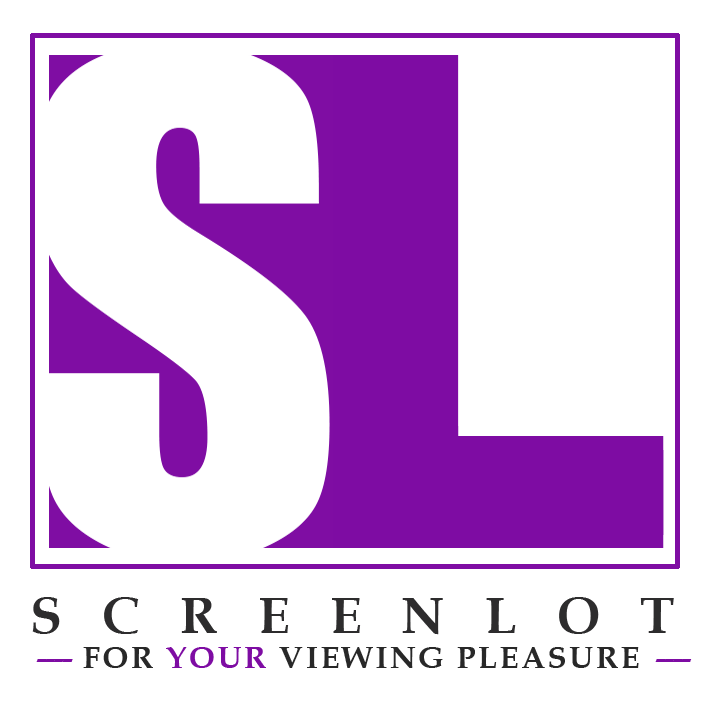 SL
SCREENLOT
— FOR YOUR VIEWING PLEASURE —